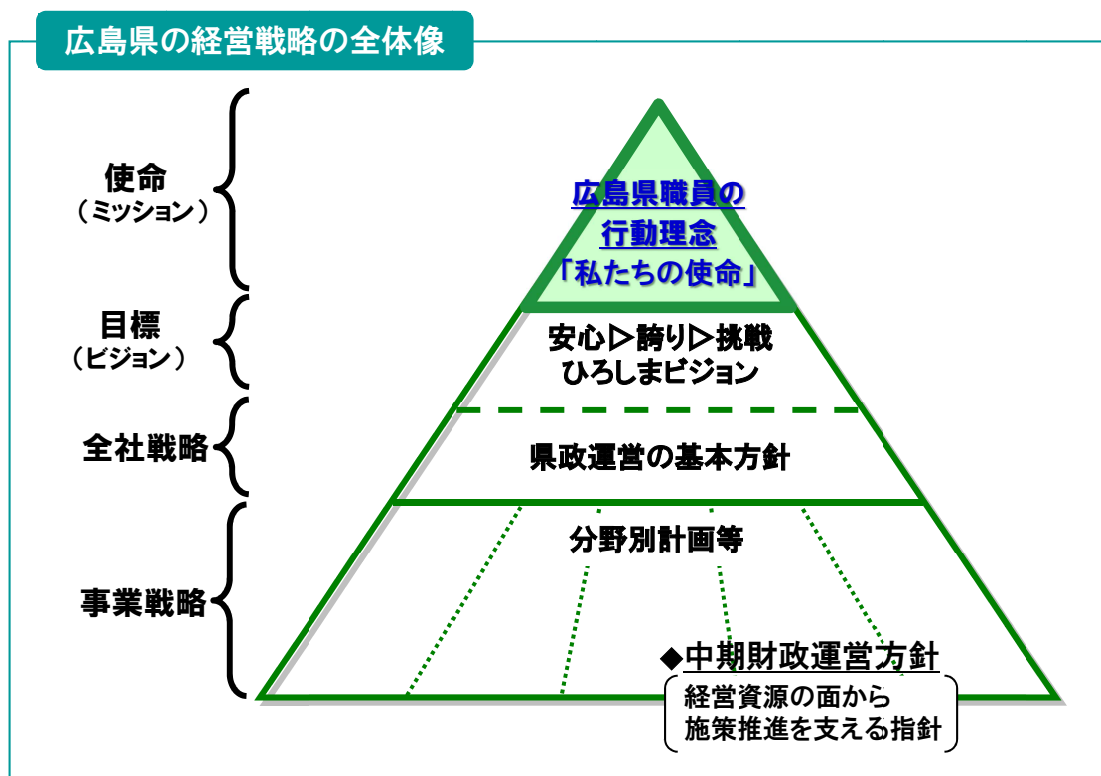 広島県の経営戦略の全体像
使命
（ミッション）
広島県職員の
行動理念
「私たちの使命」
目標
（ビジョン）
安心▷誇り▷挑戦
ひろしまビジョン
全社戦略
県政運営の基本方針
事業戦略
分野別計画等
◆中期財政運営方針
経営資源の面から
施策推進を支える指針